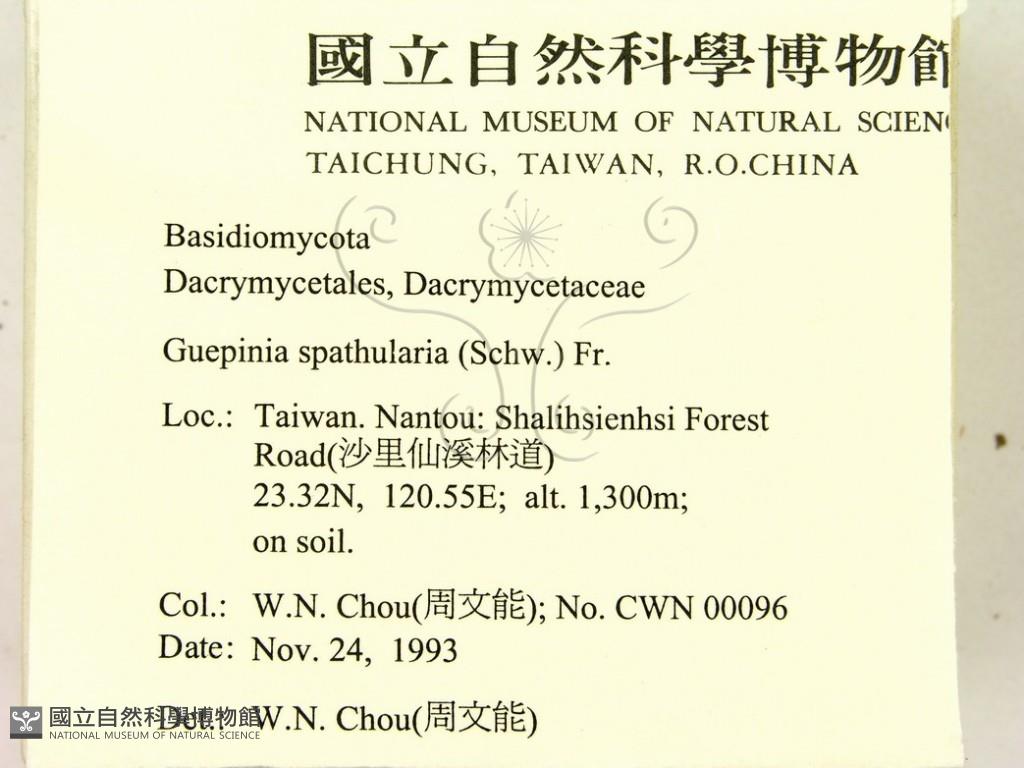 國立自然科學博物館
NATIONAL MUSEUM OF NATURAL
TAICHUNG, TAIWAN, R.O.CHINA
Basidiomycota
Dacrymycetales, Dacrymycetaceae
Guepinia spathularia (Schw.) Fr.
Loc.: Taiwan. Nantou: Shalihsienhsi Forest
Road(沙里仙溪林道)
23.32N, 120.55E; alt. 1,300m;
on soil.
Col.: W.N. Chou(周文能); No. CWN 00096
Date: Nov. 24, 1993
Det.: W.N. Chou(周文能)
國立自然科學博物館
NATIONAL MUSEUM OF NATURAL SCIENCE